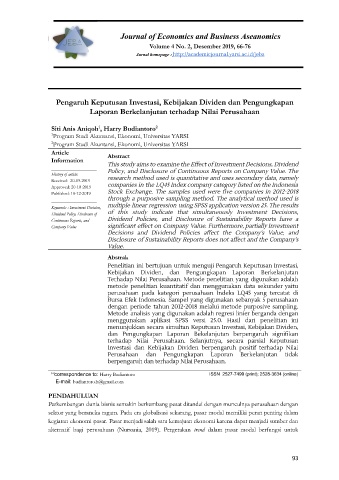 Journal of Economics and Business Aseanomics
Volume 4 No. 2, Desember 2019, 66-76
Jurnal homepage : http://academicjournal.yarsi.ac.id/jeba
Pengaruh Keputusan Investasi, Kebijakan Dividen dan Pengungkapan
Laporan Berkelanjutan terhadap Nilai Perusahaan
Siti Anis Aniqoh1, Harry Budiantoro2
1Program Studi Akuntansi, Ekonomi, Universitas YARSI
2Program Studi Akuntansi, Ekonomi, Universitas YARSI
Article
Information
History of article:
Received: 20-09-2019
Approved: 20-10-2019
Published: 16-12-2019
Keywords : Investment Decision,
Dividend Policy, Disclosure of
Continuous Reports, and
Company Value
Abstract
This study aims to examine the Effect of Investment Decisions, Dividend
Policy, and Disclosure of Continuous Reports on Company Value. The
research method used is quantitative and uses secondary data, namely
companies in the LQ45 Index company category listed on the Indonesia
Stock Exchange. The samples used were five companies in 2012-2018
through a purposive sampling method. The analytical method used is
multiple linear regression using SPSS application version 25. The results
of this study indicate that simultaneously Investment Decisions,
Dividend Policies, and Disclosure of Sustainability Reports have a
significant effect on Company Value. Furthermore, partially Investment
Decisions and Dividend Policies affect the Company's Value, and
Disclosure of Sustainability Reports does not affect and the Company's
Value.
Abstrak
Penelitian ini bertujuan untuk menguji Pengaruh Keputusan Investasi,
Kebijakan Dividen, dan Pengungkapan Laporan Berkelanjutan
Terhadap Nilai Perusahaan. Metode penelitian yang digunakan adalah
metode penelitian kuantitatif dan menggunakan data sekunder yaitu
perusahaan pada kategori perusahaan Indeks LQ45 yang tercatat di
Bursa Efek Indonesia. Sampel yang digunakan sebanyak 5 perusahaan
dengan periode tahun 2012-2018 melalui metode purposive sampling.
Metode analisis yang digunakan adalah regresi linier berganda dengan
menggunakan aplikasi SPSS versi 25.0. Hasil dari penelitian ini
menunjukkan secara simultan Keputusan Investasi, Kebijakan Dividen,
dan Pengungkapan Laporan Berkelanjutan berpengaruh signifikan
terhadap Nilai Perusahaan. Selanjutnya, secara parsial Keputusan
Investasi dan Kebijakan Dividen berpengaruh positif terhadap Nilai
Perusahaan dan Pengungkapan Laporan Berkelanjutan tidak
berpengaruh dan terhadap Nilai Perusahaan.
correspondence to: Harry Budiantoro
ISSN 2527-7499 (print), 2528-3634 (online)
E-mail: budiantoroh@gmail.com
PENDAHULUAN
Perkembangan dunia bisnis semakin berkembang pesat ditandai dengan munculnya perusahaan dengan
sektor yang beraneka ragam. Pada era globalisasi sekarang, pasar modal memiliki peran penting dalam
kegiatan ekonomi pasar. Pasar menjadi salah satu kemajuan ekonomi karena dapat menjadi sumber dan
alternatif bagi perusahaan (Nurvania, 2019). Pergerakan trend dalam pasar modal berfungsi untuk
93